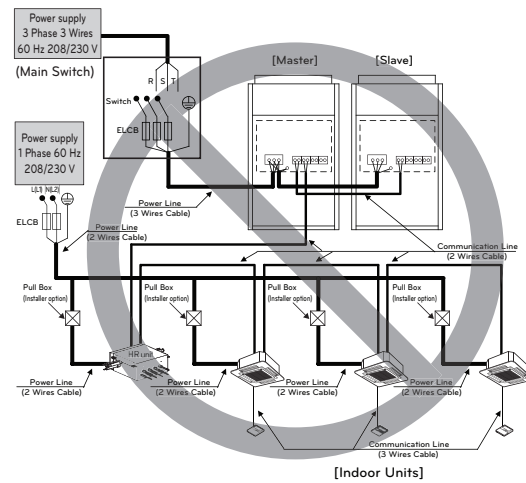 Power supply
3 Phase 3 Wires
60 Hz 208/230 V
(Main Switch)
R S T
Switch
ELCB
[Master]
[Slave]
Power supply
1 Phase 60 Hz
208/230 V
L(L1) N(L2)
ELCB
Power Line
(2 Wires Cable)
Power Line
(3 Wires Cable)
Communication Line
(2 Wires Cable)
Pull Box
(Installer option)
Pull Box
(Installer option)
Pull Box
(Installer option)
Pull Box
(Installer option)
HR unit
Power Line
(2 Wires Cable)
Power Line
(2 Wires Cable)
Power Line
(2 Wires Cable)
Power Line
(2 Wires Cable)
Communication Line
(3 Wires Cable)
[Indoor Units]